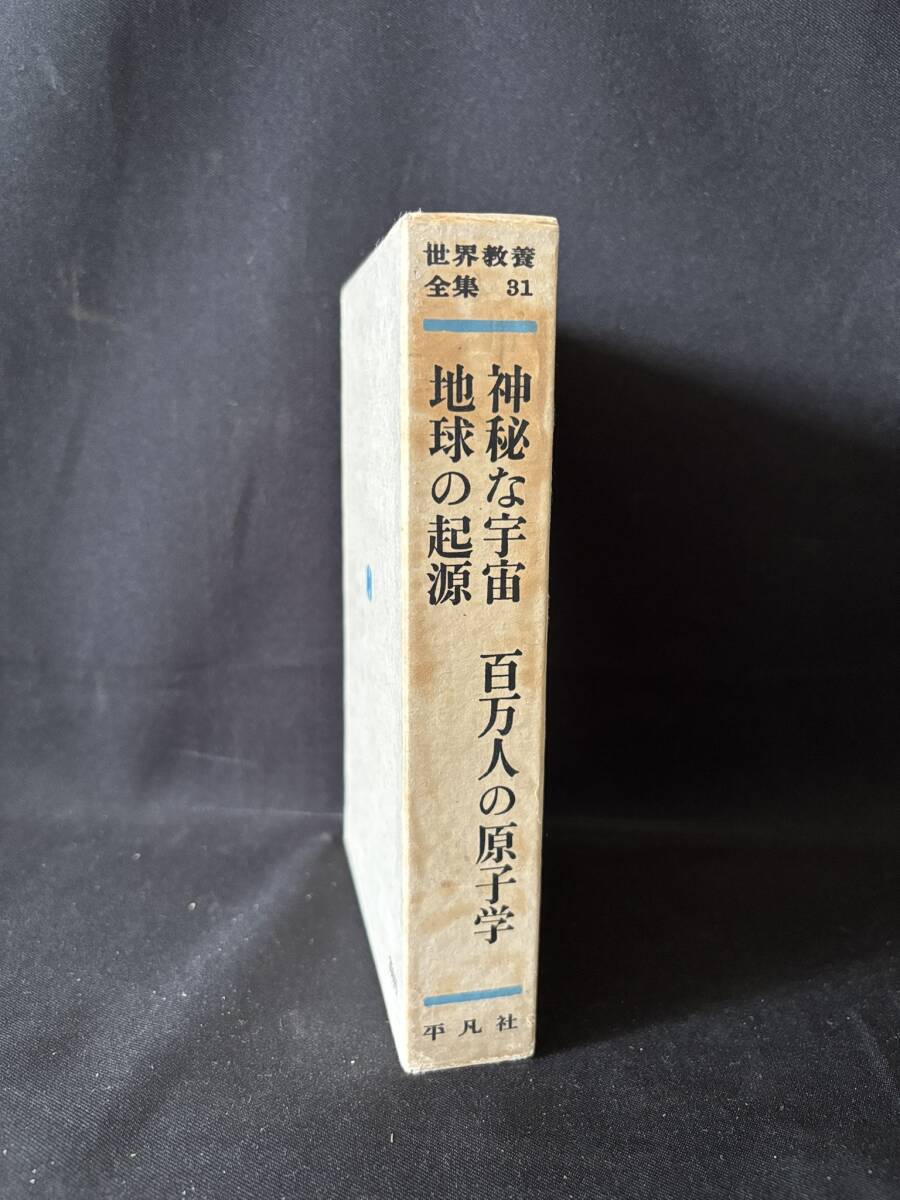 世界教養
全集 31
神秘な宇宙 百万人の原子学
地球の起源
平凡社